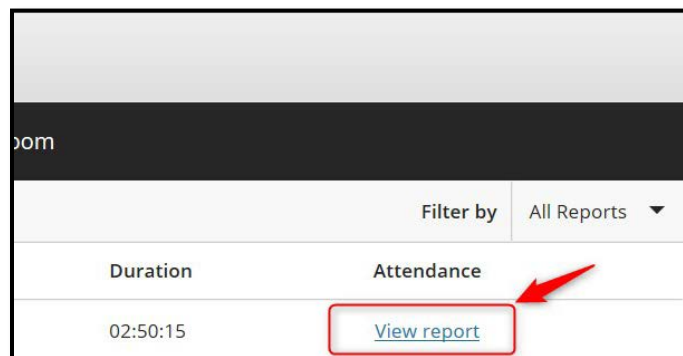 oom
Filter by All Reports
Duration Attendance
02:50:15 View report